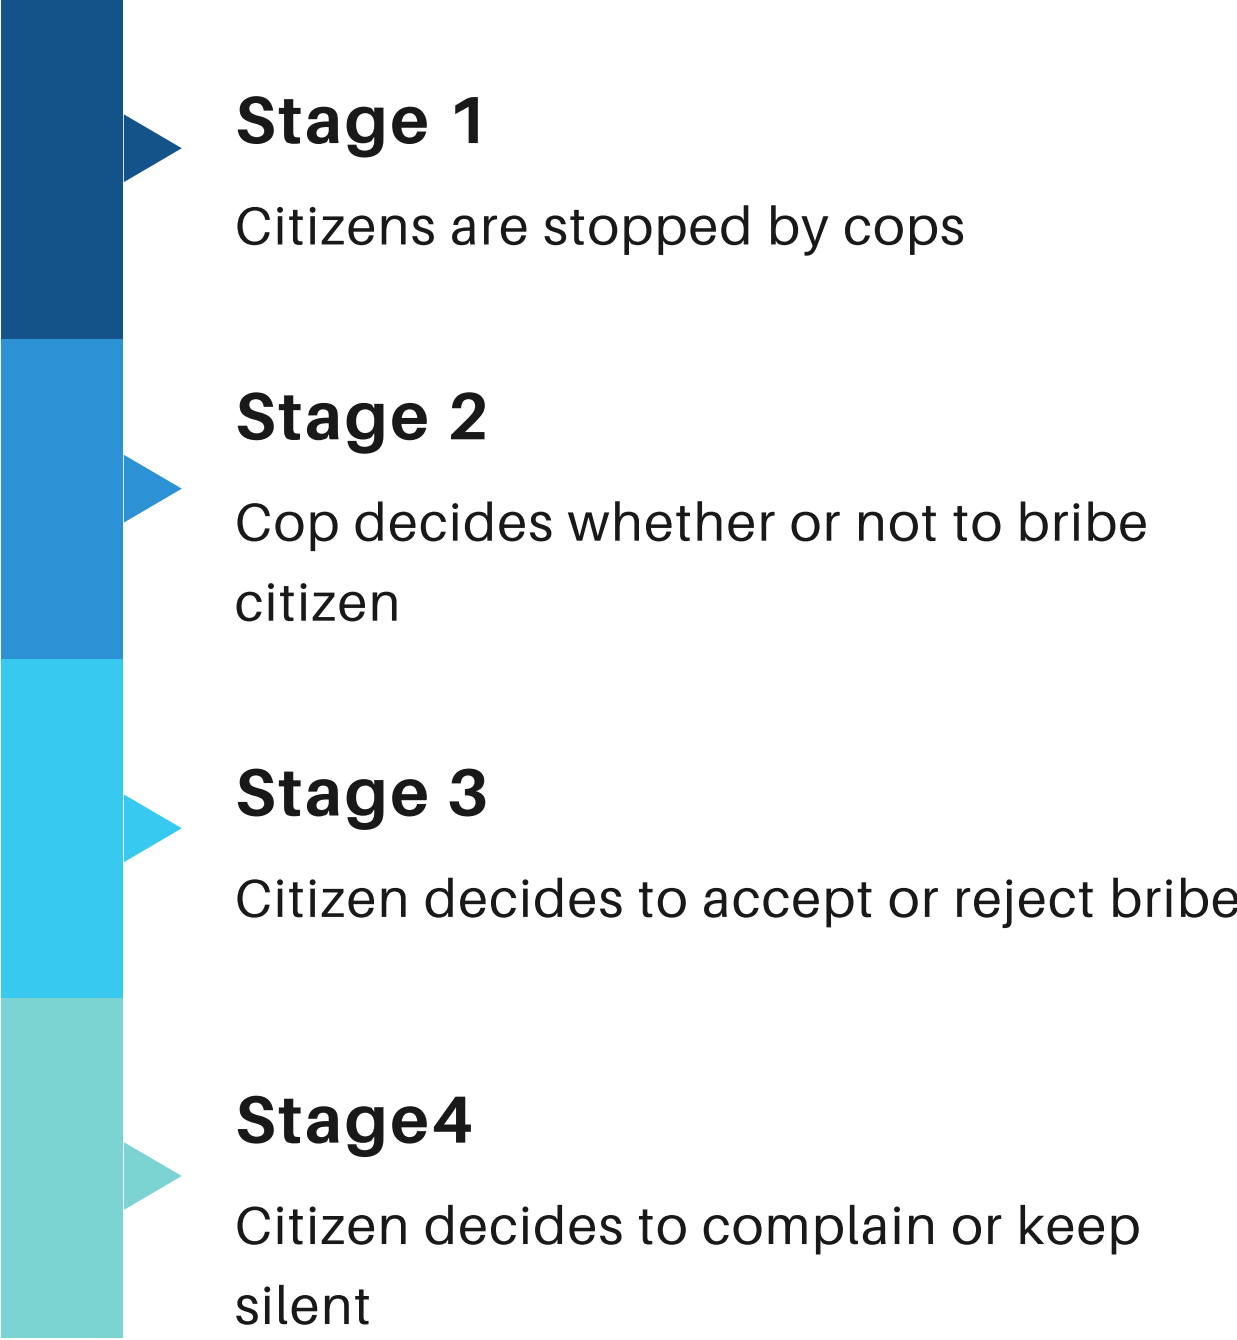 Stage 1
Citizens are stopped by cops
Stage 2
Cop decides whether or not to bribe
citizen
Stage 3
Citizen decides to accept or reject bribe
Stage4
Citizen decides to complain or keep
silent